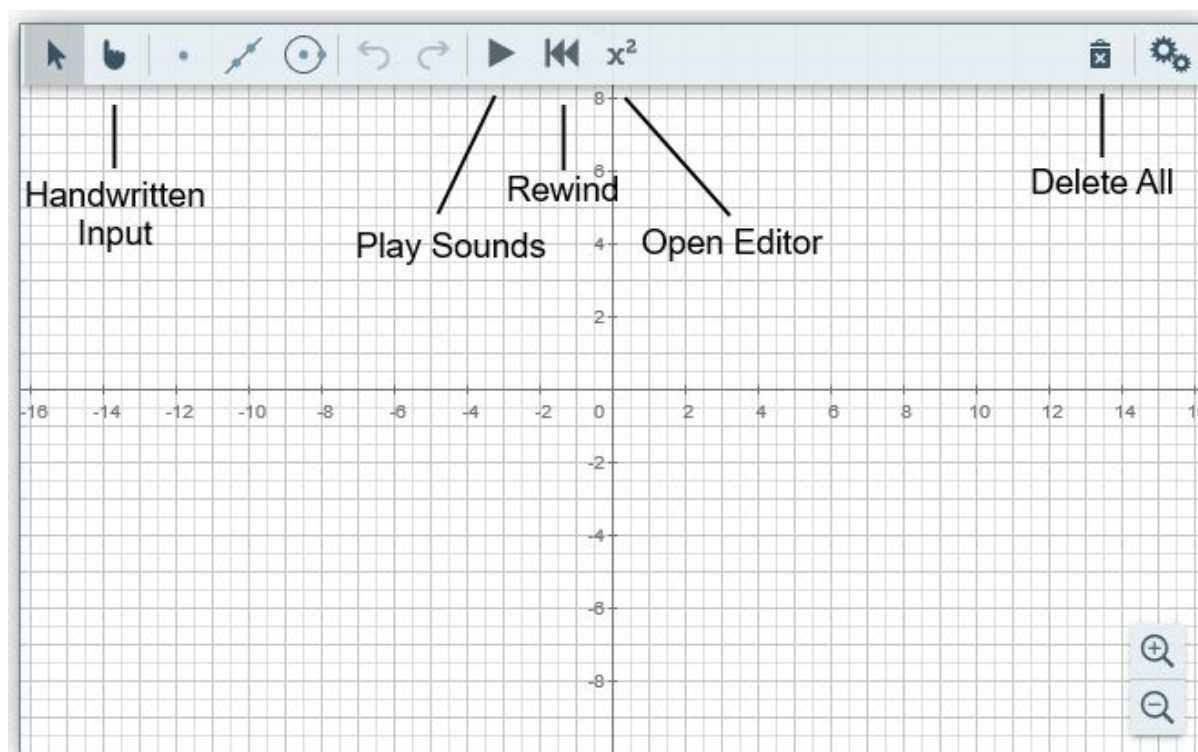 x²
8
6
Handwritten
Input
Rewind
Delete All
Play Sounds
4
Open Editor
2
-16 -14 -12 -10 -8 -6 -4 -2 0 2 4 6 8 10 12 14
-2
-4
-6
-8